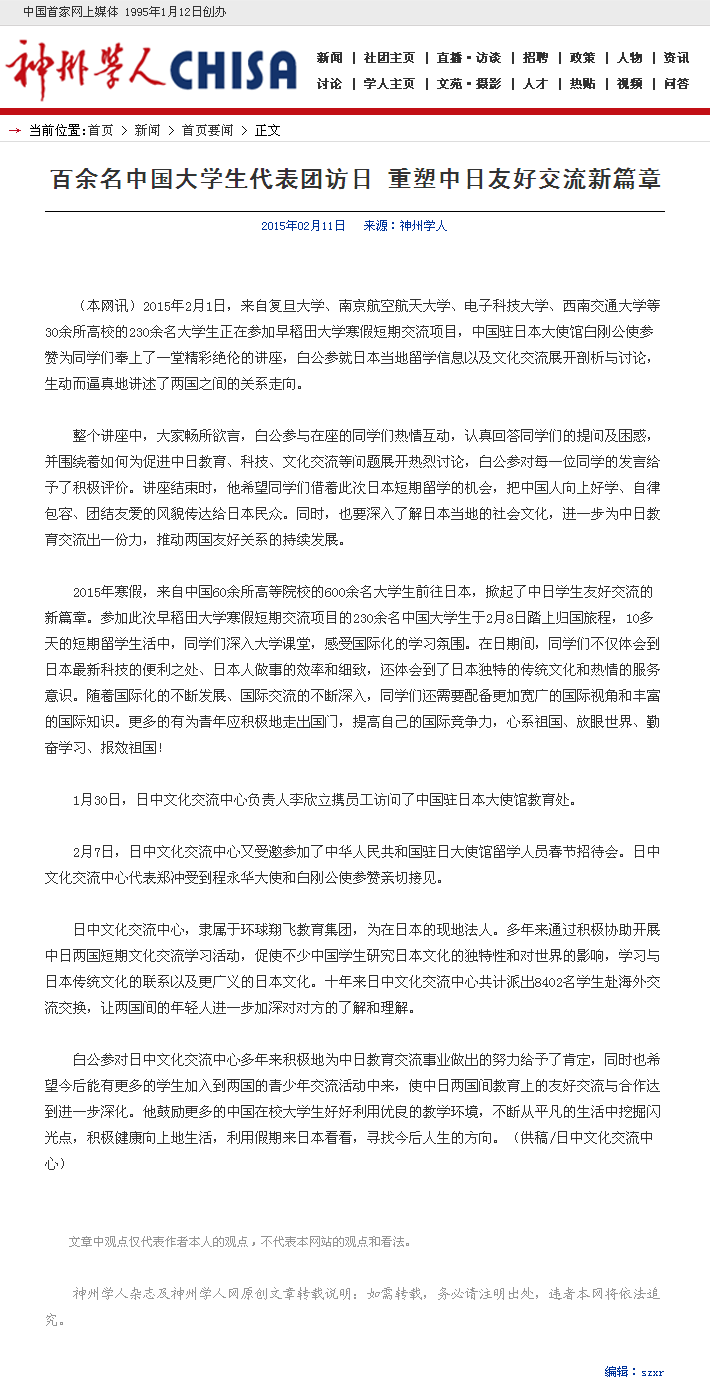 中国首家网上媒体 1995年1月12日创办
神州学人CHISA
新闻 | 社团主页 | 直播·访谈 | 招聘 | 政策 | 人物 | 资讯
讨论 | 学人主页 | 文苑·摄影 | 人才 | 热贴 | 视频 | 问答
→ 当前位置:首页 > 新闻 > 首页要闻 > 正文
百余名中国大学生代表团访日 重塑中日友好交流新篇章
2015年02月11日 来源：神州学人
（本网讯）2015年2月1日，来自复旦大学、南京航空航天大学、电子科技大学、西南交通大学等
30余所高校的230余名大学生正在参加早稻田大学寒假短期交流项目，中国驻日本大使馆白刚公使参
赞为同学们奉上了一堂精彩绝伦的讲座，白公参就日本当地留学信息以及文化交流展开剖析与讨论，
生动而逼真地讲述了两国之间的关系走向。
整个讲座中，大家畅所欲言，白公参与在座的同学们热情互动，认真回答同学们的提问及困惑，
并围绕着如何为促进中日教育、科技、文化交流等问题展开热烈讨论，白公参对每一位同学的发言给
予了积极评价。讲座结束时，他希望同学们借着此次日本短期留学的机会，把中国人向上好学、自律
包容、团结友爱的风貌传达给日本民众。同时，也要深入了解日本当地的社会文化，进一步为中日教
育交流出一份力，推动两国友好关系的持续发展。
2015年寒假，来自中国60余所高等院校的600余名大学生前往日本，掀起了中日学生友好交流的
新篇章。参加此次早稻田大学寒假短期交流项目的230余名中国大学生于2月8日踏上归国旅程，10多
天的短期留学生活中，同学们深入大学课堂，感受国际化的学习氛围。在日期间，同学们不仅体会到
日本最新科技的便利之处、日本人做事的效率和细致，还体会到了日本独特的传统文化和热情的服务
意识。随着国际化的不断发展、国际交流的不断深入，同学们还需要配备更加宽广的国际视角和丰富
的国际知识。更多的有为青年应积极地走出国门，提高自己的国际竞争力，心系祖国、放眼世界、勤
奋学习、报效祖国！
1月30日，日中文化交流中心负责人李欣立携员工访问了中国驻日本大使馆教育处。
2月7日，日中文化交流中心又受邀参加了中华人民共和国驻日大使馆留学人员春节招待会。日中
文化交流中心代表郑冲受到程永华大使和白刚公使参赞亲切接见。
日中文化交流中心，隶属于环球翔飞教育集团，为在日本的现地法人。多年来通过积极协助开展
中日两国短期文化交流学习活动，促使不少中国学生研究日本文化的独特性和对世界的影响，学习与
日本传统文化的联系以及更广义的日本文化。十年来日中文化交流中心共计派出8402名学生赴海外交
流交换，让两国间的年轻人进一步加深对对方的了解和理解。
白公参对日中文化交流中心多年来积极地为中日教育交流事业做出的努力给予了肯定，同时也希
望今后能有更多的学生加入到两国的青少年交流活动中来，使中日两国间教育上的友好交流与合作达
到进一步深化。他鼓励更多的中国在校大学生好好利用优良的教学环境，不断从平凡的生活中挖掘闪
光点，积极健康向上地生活，利用假期来日本看看，寻找今后人生的方向。（供稿/日中文化交流中
心）
文章中观点仅代表作者本人的观点，不代表本网站的观点和看法。
神州学人杂志及神州学人网原创文章转载说明：如需转载，务必请注明出处，违者本网将依法追
究。
编辑：szxr